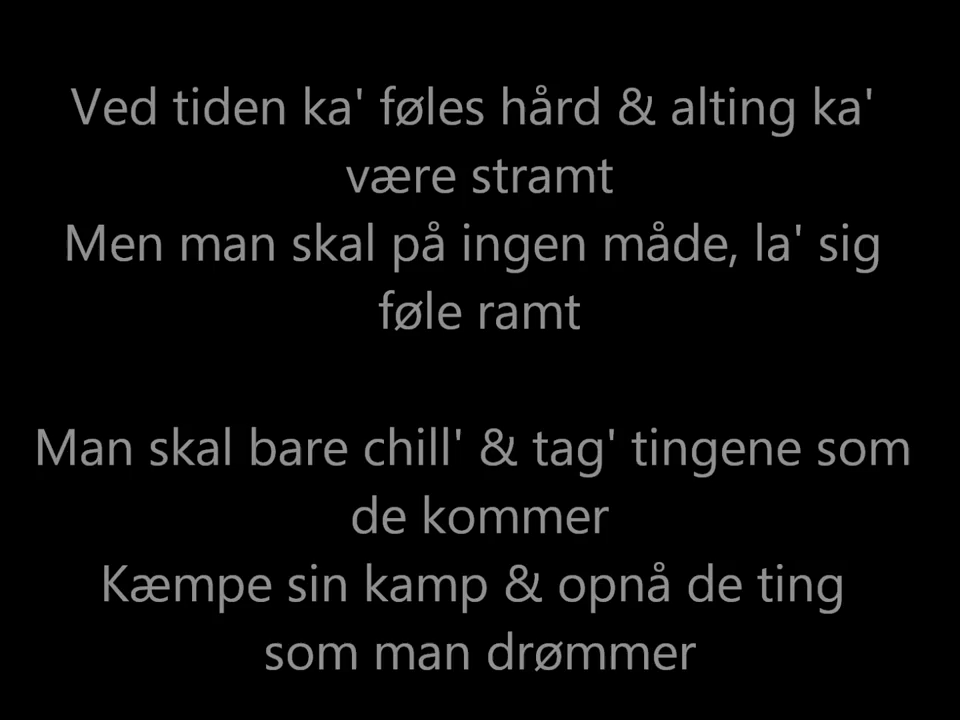 Ved tiden ka' føles hård & alting ka'
være stramt
Men man skal på ingen måde, la' sig
føle ramt
Man skal bare chill' & tag' tingene som
de kommer
Kæmpe sin kamp & opnå de ting
som man drømmer